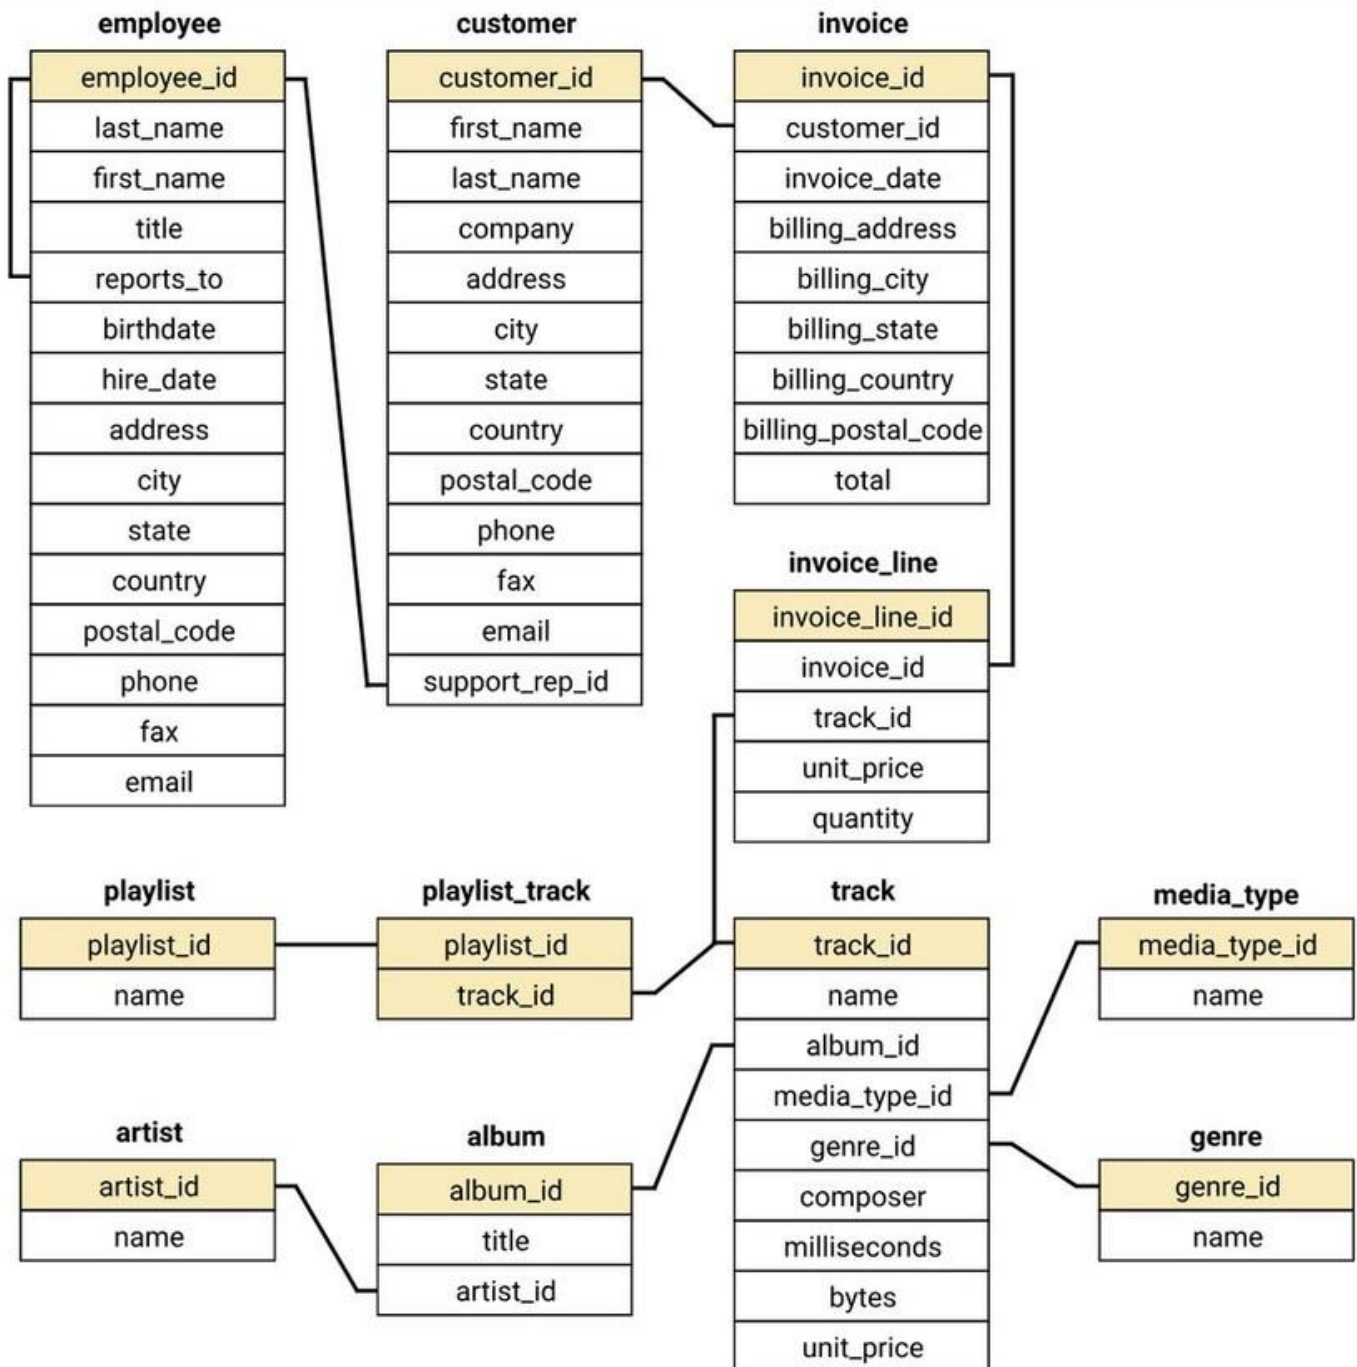 employee
employee_id
last_name
first_name
title
reports_to
birthdate
hire_date
address
city
state
country
postal_code
phone
fax
email
customer
customer_id
first_name
last_name
company
address
city
state
country
postal_code
phone
fax
email
support_rep_id
invoice
invoice_id
customer_id
invoice_date
billing_address
billing_city
billing_state
billing_country
billing_postal_code
total
invoice_line
invoice_line_id
invoice_id
track_id
unit_price
quantity
playlist
playlist_id
name
playlist_track
playlist_id
track_id
track
track_id
name
album_id
media_type_id
genre_id
composer
milliseconds
bytes
unit_price
media_type
media_type_id
name
artist
artist_id
name
album
album_id
title
artist_id
genre
genre_id
name